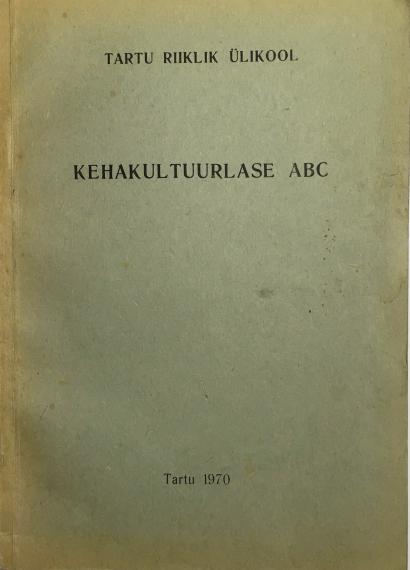 TARTU RIIKLIK ÜLIKOOL
KEHAKULTUURLASE ABC
Tartu 1970